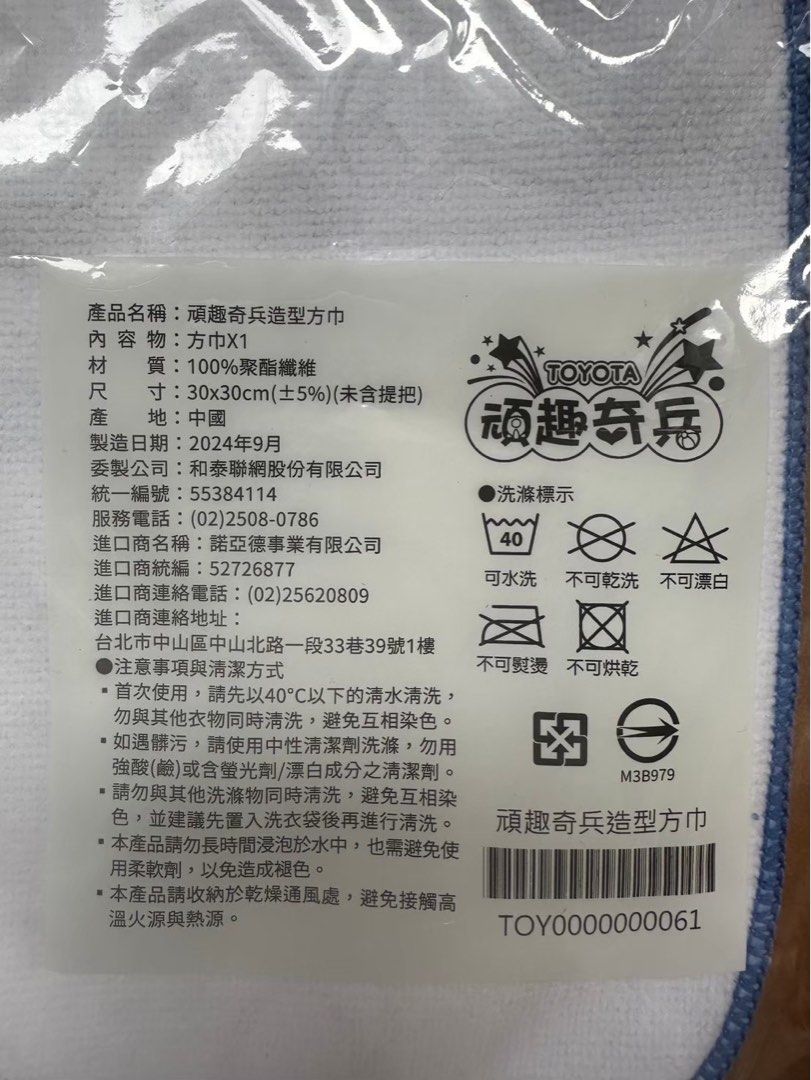 產品名稱：頑趣奇兵造型方巾
內容物：方巾X1
材質：100%聚酯纖維
尺寸：30x30cm(±5%)(未含提把)
產地：中國
製造日期：2024年9月
委製公司：和泰聯網股份有限公司
統一編號：55384114
服務電話：(02)2508-0786
進口商名稱：諾亞德事業有限公司
進口商統編：52726877
進口商連絡電話：(02)25620809
進口商連絡地址：
台北市中山區中山北路一段33巷39號1樓
●注意事項與清潔方式
▪首次使用，請先以40°C以下的清水清洗，
勿與其他衣物同時清洗，避免互相染色。
▪如遇髒污，請使用中性清潔劑洗滌，勿用
強酸(鹼)或含螢光劑/漂白成分之清潔劑。
▪請勿與其他洗滌物同時清洗，避免互相染
色，並建議先置入洗衣袋後再進行清洗。
▪本產品請勿長時間浸泡於水中，也需避免使
用柔軟劑，以免造成褪色。
▪本產品請收納於乾燥通風處，避免接觸高
溫火源與熱源。
TOYOTA
頑趣奇兵
●洗滌標示
40
可水洗 不可乾洗 不可漂白
不可熨燙 不可烘乾
M3B979
頑趣奇兵造型方巾
TOY0000000061